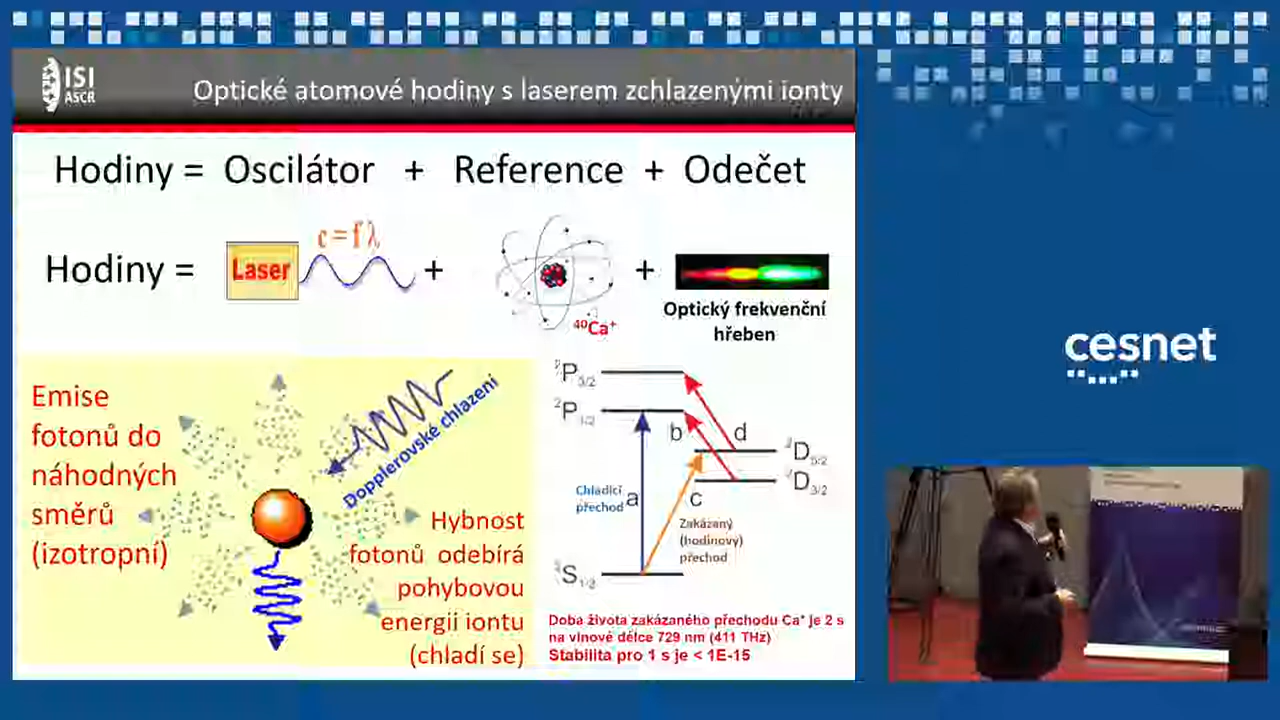 ISI
ASCR
Optické atomové hodiny s laserem zchlazenými ionty
Hodiny = Oscilátor + Reference + Odečet
c=fλ
Hodiny = Laser + +
⁴⁰Ca⁺
Optický frekvenční
hřeben
Emise
fotonů do
náhodných
směrů
(izotropní)
Dopplerovské chlazení
Hybnost
fotonů odebírá
pohybovou
energii iontu
(chladí se)
²P₃/₂
²P₁/₂
b
d
²D₅/₂
²D₃/₂
Chladící
přechod
a
c
Zakázaný
(hodinový)
přechod
²S₁/₂
Doba života zakázaného přechodu Ca⁺ je 2 s
na vlnové délce 729 nm (411 THz)
Stabilita pro 1 s je < 1E-15
cesnet